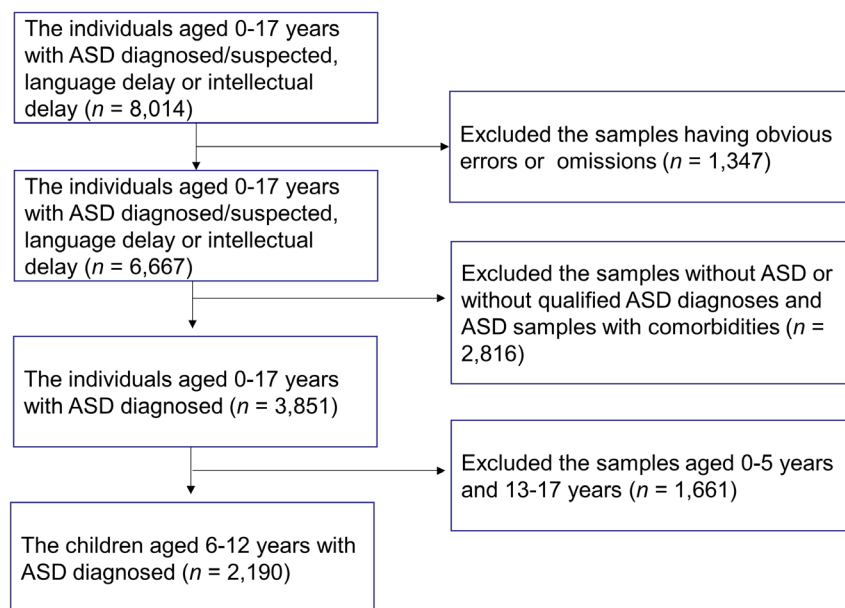 The individuals aged 0-17 years
with ASD diagnosed/suspected,
language delay or intellectual
delay (n = 8,014)
Excluded the samples having obvious
errors or omissions (n = 1,347)
The individuals aged 0-17 years
with ASD diagnosed/suspected,
language delay or intellectual
delay (n = 6,667)
Excluded the samples without ASD or
without qualified ASD diagnoses and
ASD samples with comorbidities (n =
2,816)
The individuals aged 0-17 years
with ASD diagnosed (n = 3,851)
Excluded the samples aged 0-5 years
and 13-17 years (n = 1,661)
The children aged 6-12 years with
ASD diagnosed (n = 2,190)